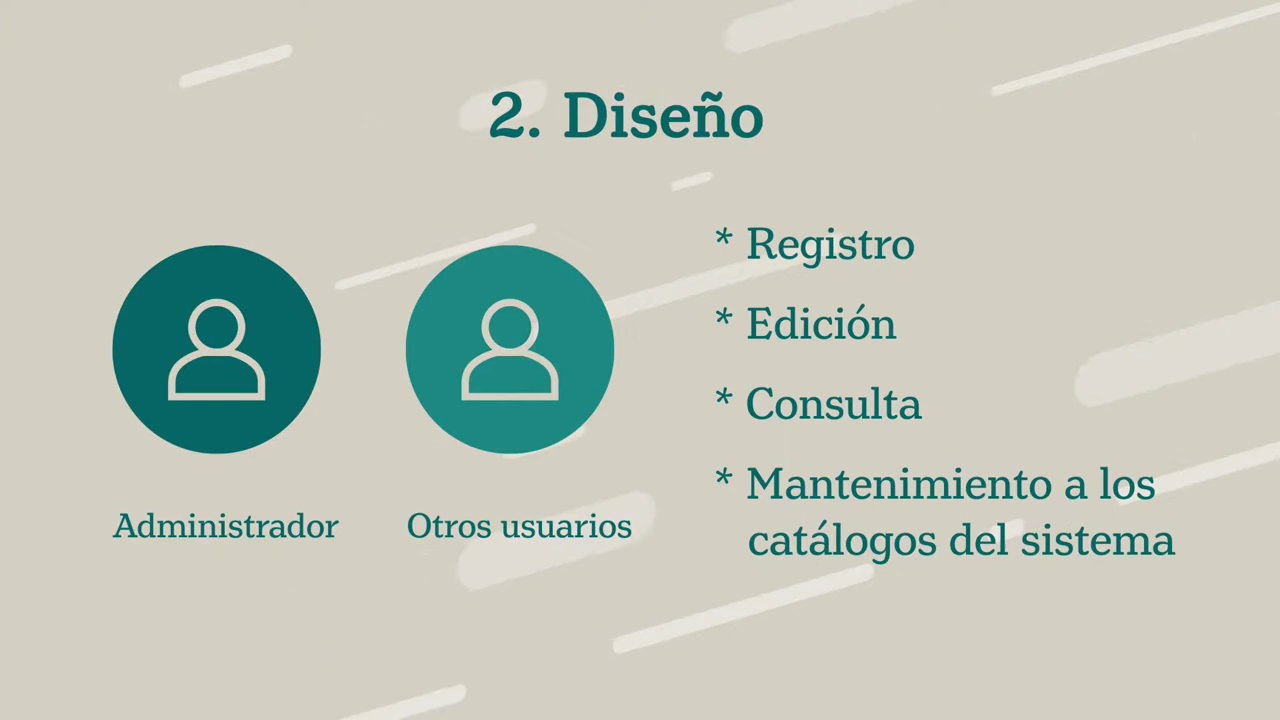 2. Diseño
Administrador
Otros usuarios
* Registro
* Edición
* Consulta
* Mantenimiento a los
catálogos del sistema